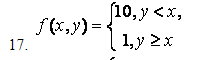 17. f(x,y) = { 10, y < x,
1, y ≥ x